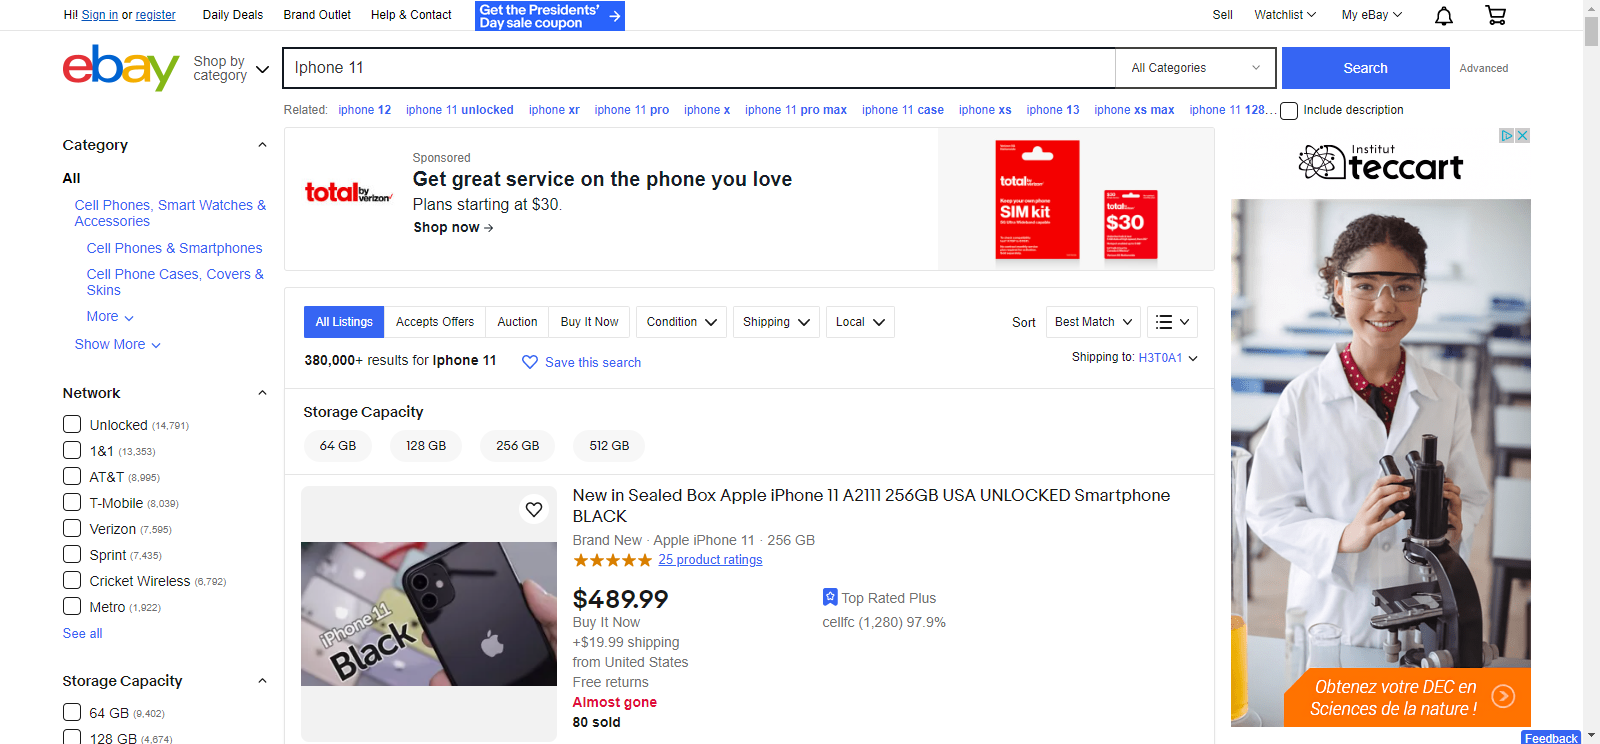 Hi! Sign in or register
Daily Deals
Brand Outlet
Help & Contact
Get the Presidents'
Day sale coupon
Sell
Watchlist
My eBay
ebay
Shop by
category
Iphone 11
All Categories
Search
Advanced
Related: iphone 12 iphone 11 unlocked iphone xr iphone 11 pro iphone x iphone 11 pro max iphone 11 case iphone xs iphone 13 iphone xs max iphone 11 128...
Include description
Category
All
Cell Phones, Smart Watches &
Accessories
Cell Phones & Smartphones
Cell Phone Cases, Covers &
Skins
More
Show More
Network
Unlocked (14,791)
1&1 (13,353)
AT&T (8,995)
T-Mobile (8,039)
Verizon (7,595)
Sprint (7,435)
Cricket Wireless (6,792)
Metro (1,922)
See all
Storage Capacity
64 GB (9,402)
128 GB (4,674)
Sponsored
total by verizon
Get great service on the phone you love
Plans starting at $30.
Shop now
total by verizon
Keep your own phone
SIM kit
$30
total
$30
All Listings
Accepts Offers
Auction
Buy It Now
Condition
Shipping
Local
Sort
Best Match
380,000+ results for Iphone 11
Save this search
Shipping to: H3T0A1
Storage Capacity
64 GB
128 GB
256 GB
512 GB
iPhone 11
Black
New in Sealed Box Apple iPhone 11 A2111 256GB USA UNLOCKED Smartphone
BLACK
Brand New · Apple iPhone 11 · 256 GB
25 product ratings
$489.99
Buy It Now
+$19.99 shipping
from United States
Free returns
Almost gone
80 sold
Top Rated Plus
cellfc (1,280) 97.9%
Institut
teccart
Obtenez votre DEC en
Sciences de la nature !
Feedback